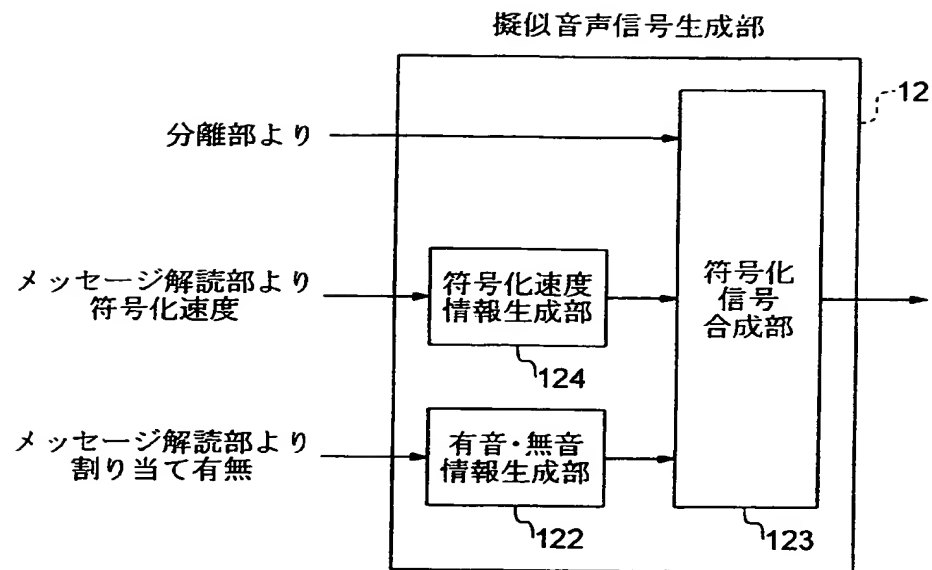 擬似音声信号生成部
12
分離部より
メッセージ解読部より
符号化速度
符号化速度
情報生成部
124
符号化
信号
合成部
メッセージ解読部より
割り当て有無
有音・無音
情報生成部
122
123